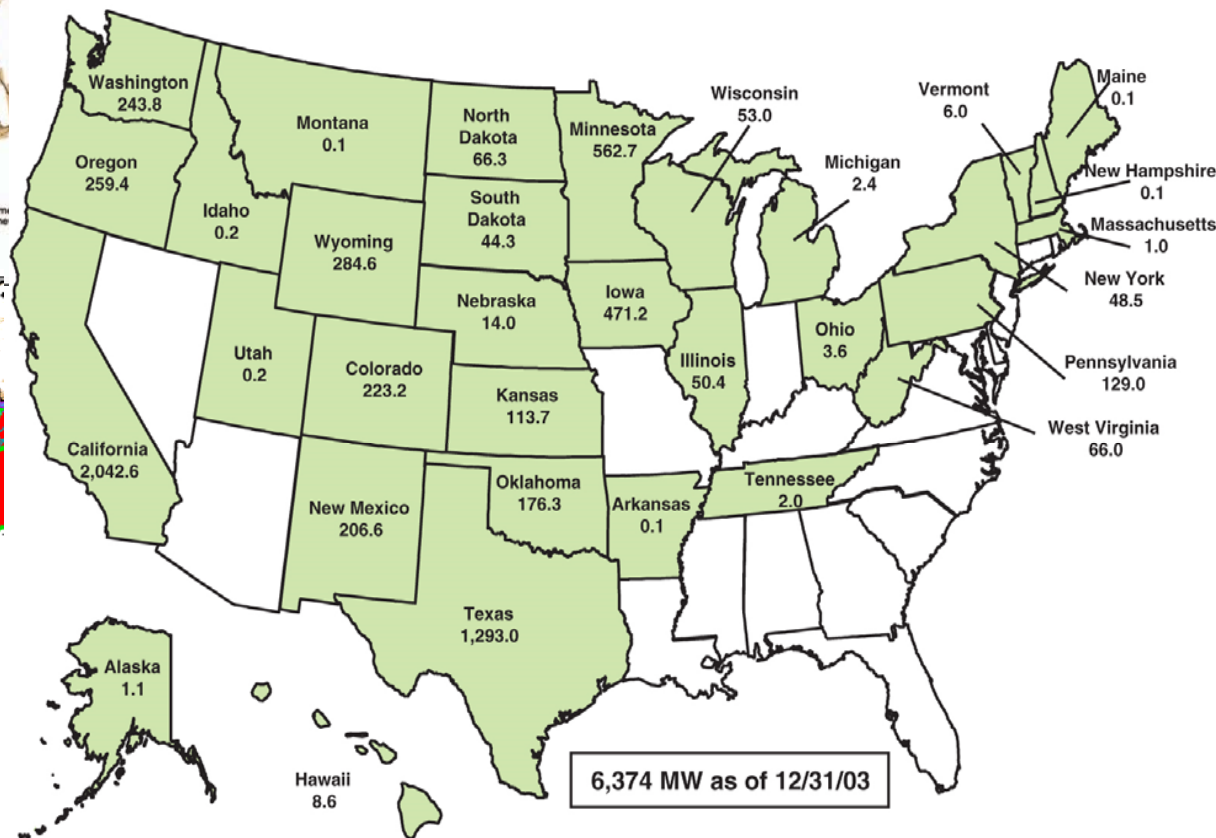 Washington
243.8
Oregon
259.4
Idaho
0.2
Montana
0.1
North
Dakota
66.3
Minnesota
562.7
Wisconsin
53.0
Michigan
2.4
Vermont
6.0
Maine
0.1
New Hampshire
0.1
Massachusetts
1.0
New York
48.5
Pennsylvania
129.0
West Virginia
66.0
South
Dakota
44.3
Wyoming
284.6
Nebraska
14.0
Iowa
471.2
Illinois
50.4
Ohio
3.6
Utah
0.2
Colorado
223.2
Kansas
113.7
California
2,042.6
New Mexico
206.6
Oklahoma
176.3
Arkansas
0.1
Tennessee
2.0
Texas
1,293.0
Alaska
1.1
Hawaii
8.6
6,374 MW as of 12/31/03